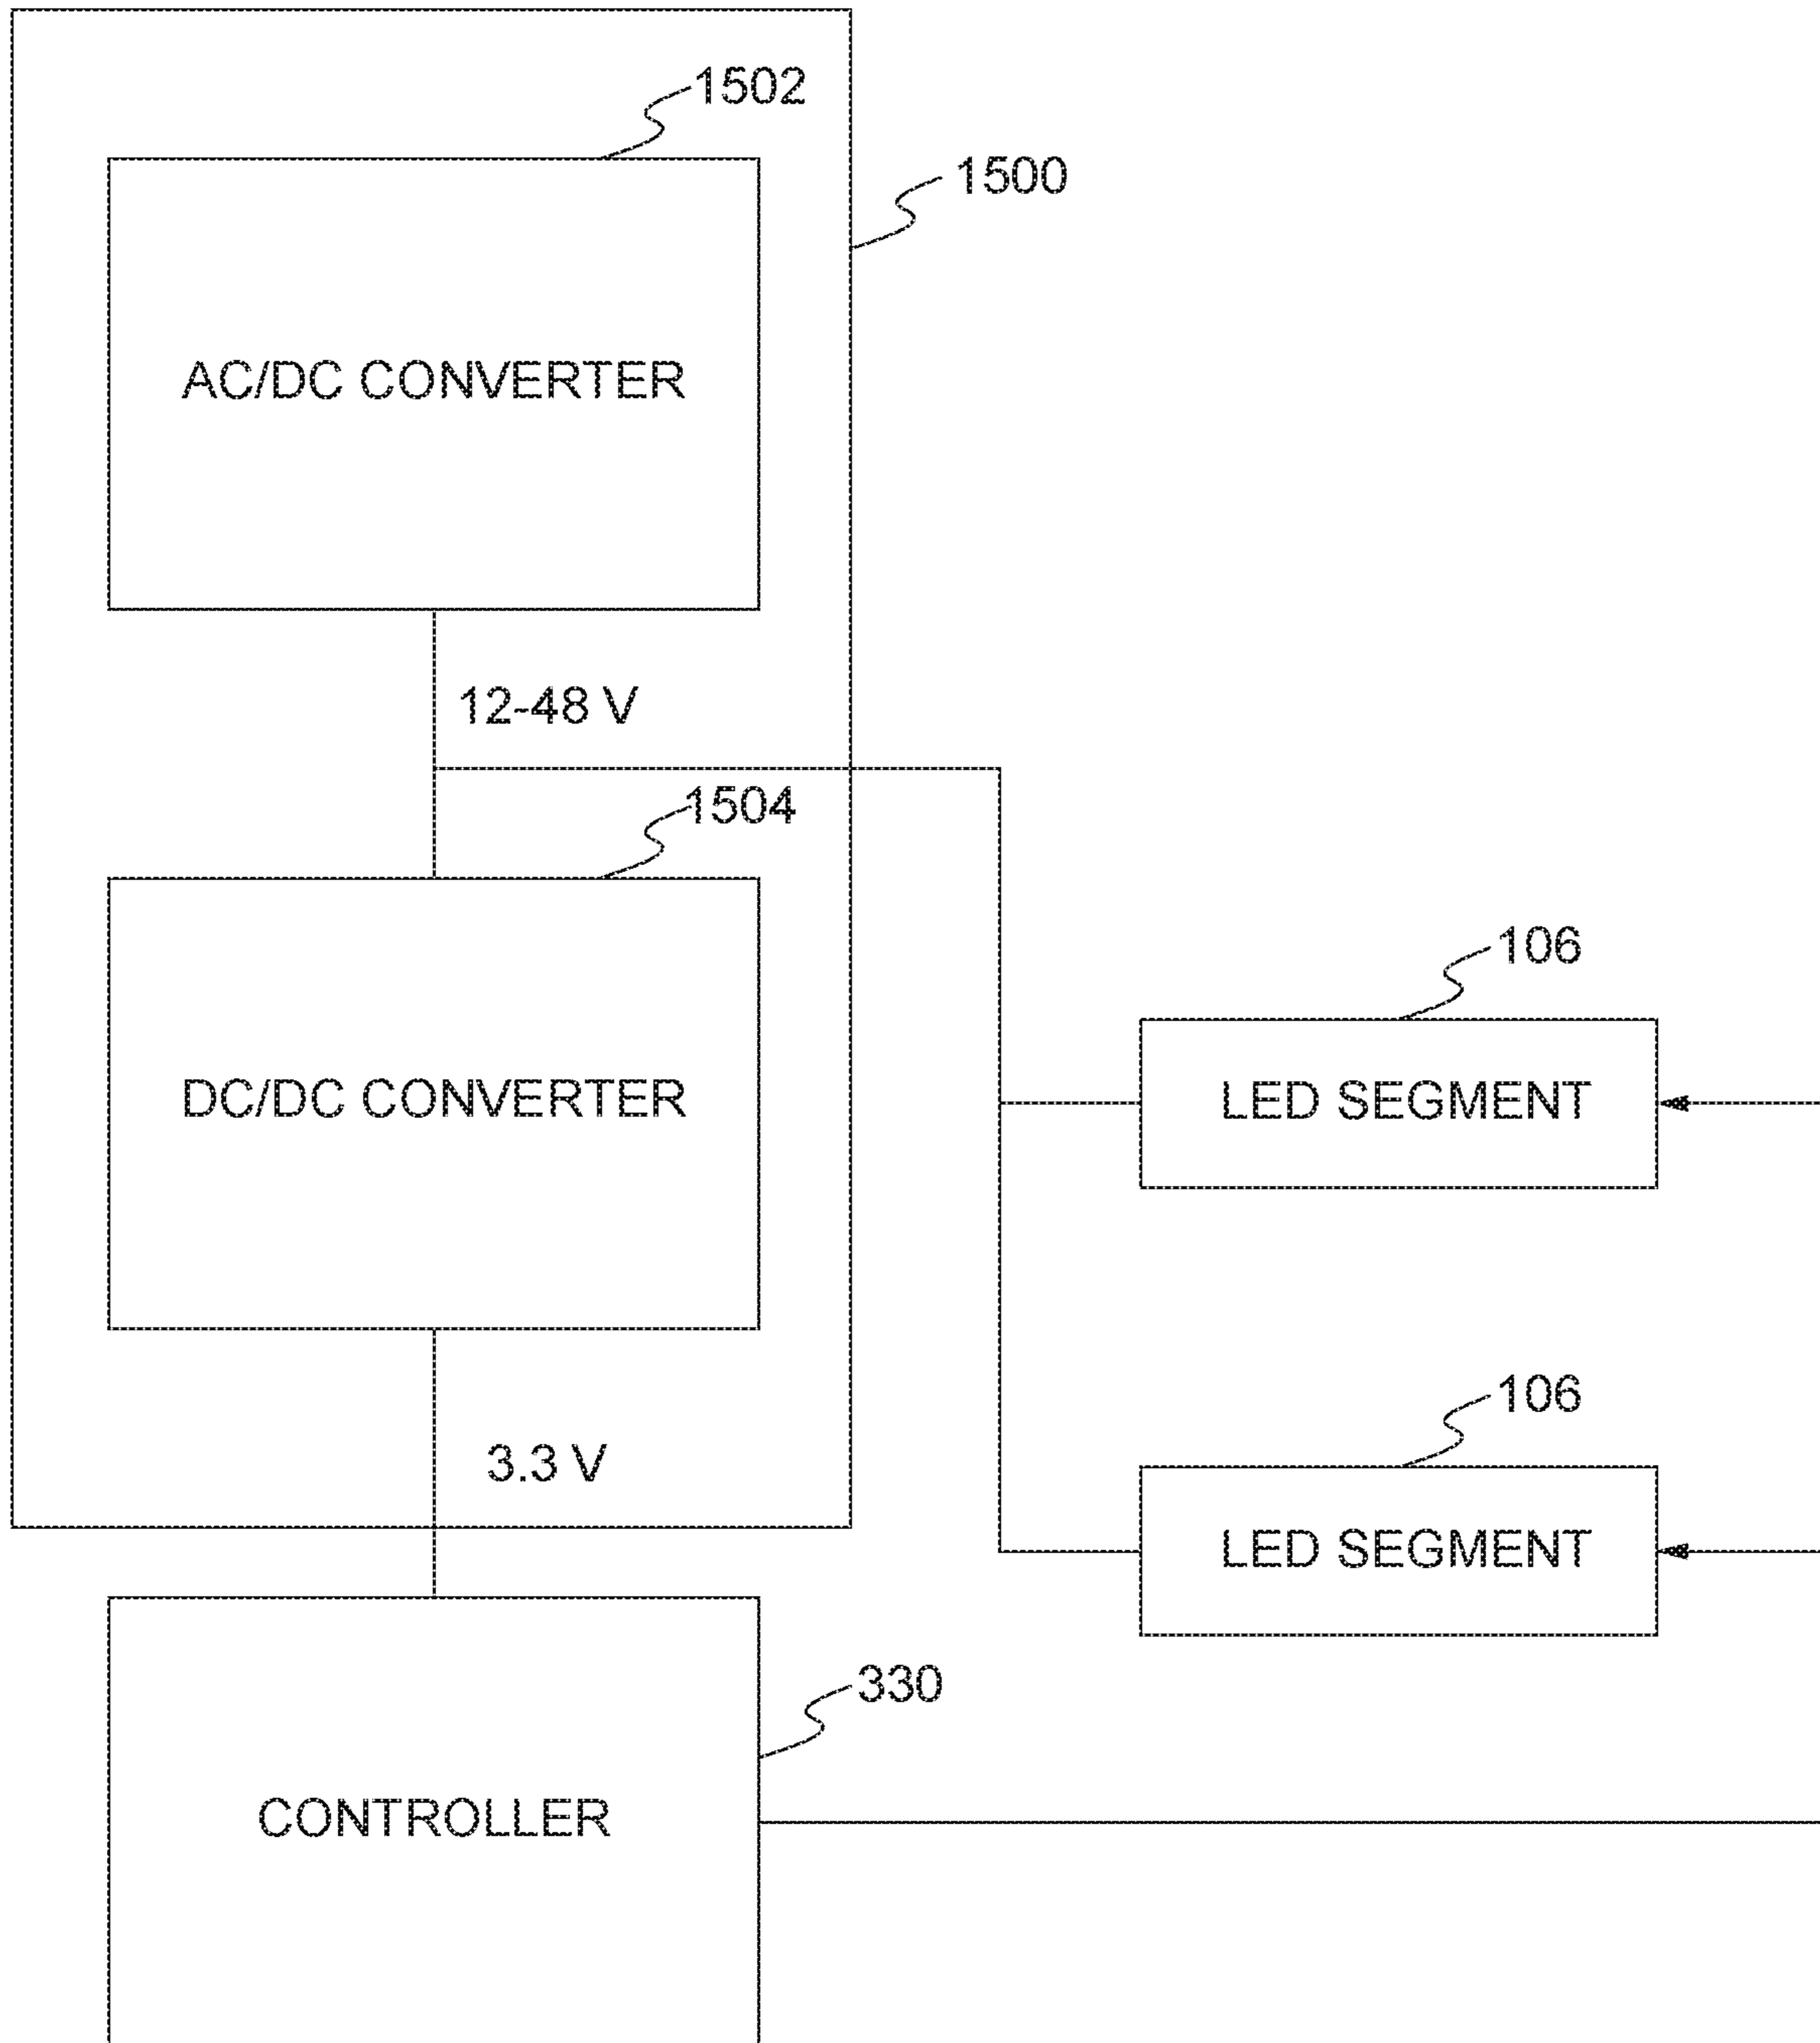 1502
1500
AC/DC CONVERTER
12-48 V
1504
106
DC/DC CONVERTER
LED SEGMENT
106
3.3 V
LED SEGMENT
330
CONTROLLER